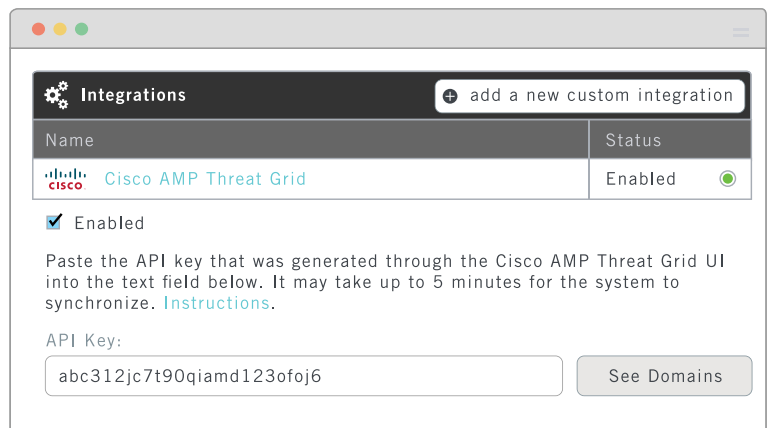 Integrations
add a new custom integration
Name Status
CISCO Cisco AMP Threat Grid Enabled
Enabled
Paste the API key that was generated through the Cisco AMP Threat Grid UI
into the text field below. It may take up to 5 minutes for the system to
synchronize. Instructions.
API Key:
abc312jc7t90qiamd123ofoj6 See Domains